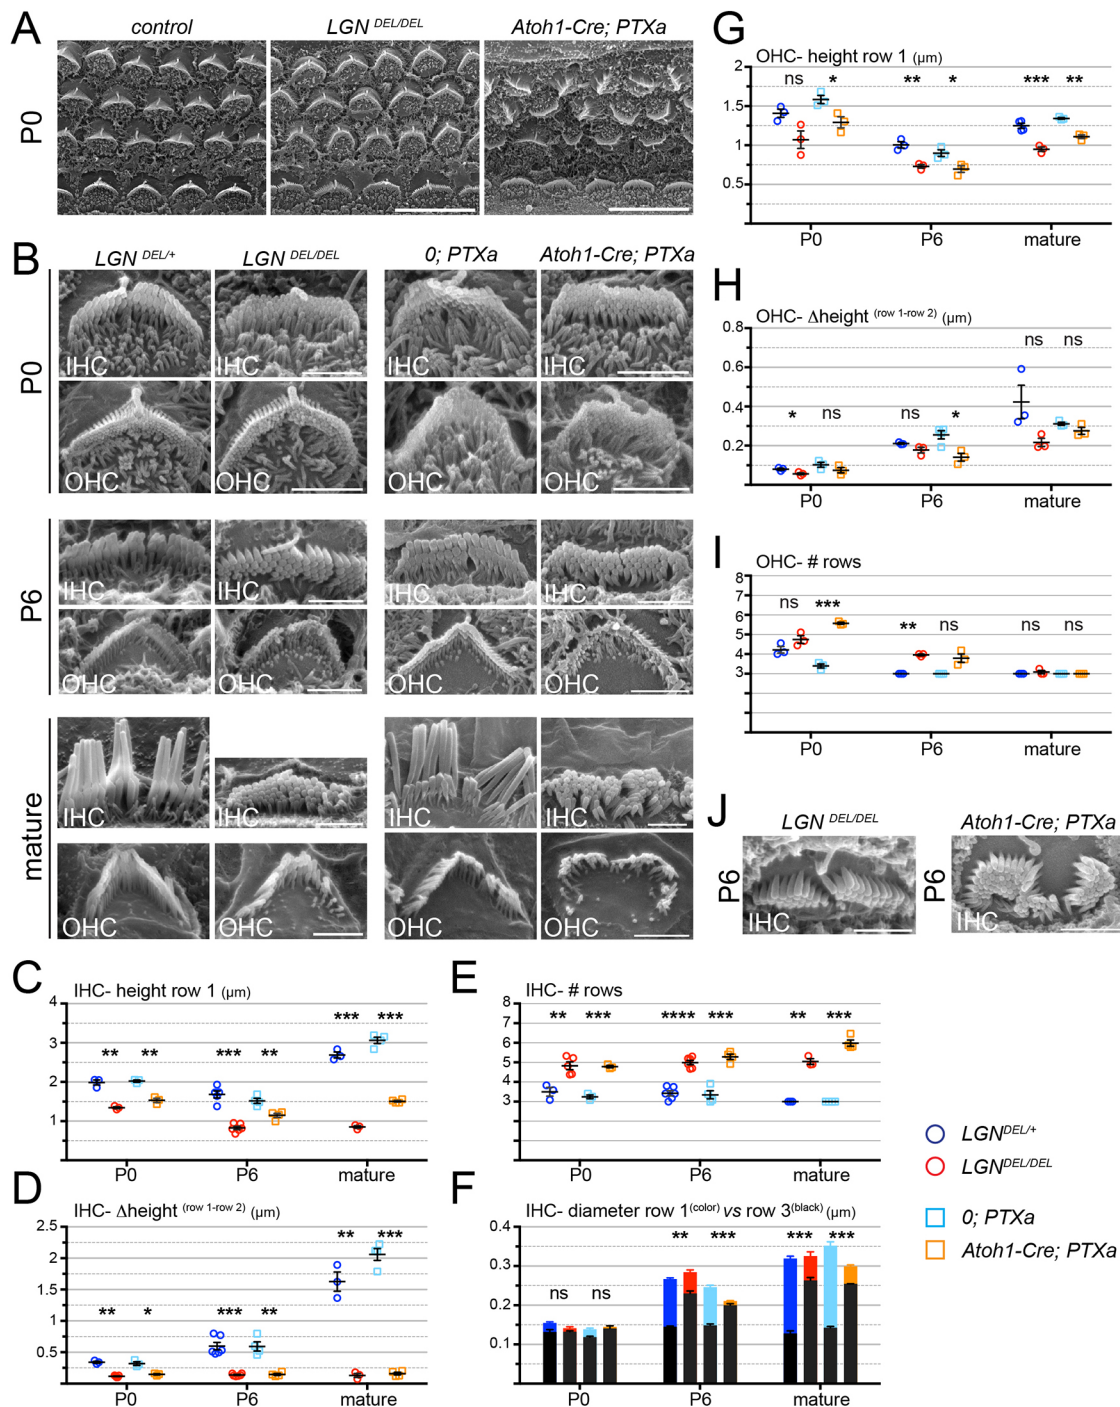 A
control
LGN DEL/DEL
Atoh1-Cre; PTXa
P0
B
LGN DEL/+
LGN DEL/DEL
0; PTXa
Atoh1-Cre; PTXa
P0
IHC
IHC
IHC
IHC
OHC
OHC
OHC
OHC
P6
IHC
IHC
IHC
IHC
OHC
OHC
OHC
OHC
mature
IHC
IHC
IHC
IHC
OHC
OHC
OHC
OHC
C
IHC- height row 1 (µm)
4
3
2
1
** ** *** ** *** ***
P0 P6 mature
D
IHC- Δheight (row 1-row 2) (µm)
2.5
2
1.5
1
0.5
** * *** ** ** ***
P0 P6 mature
E
IHC- # rows
8
7
6
5
4
3
** *** **** *** ** ***
P0 P6 mature
F
IHC- diameter row 1(color) vs row 3(black) (µm)
0.4
0.3
0.2
0.1
ns ns ** *** *** ***
P0 P6 mature
G
OHC- height row 1 (µm)
2
1.5
1
0.5
ns * ** * *** **
P0 P6 mature
H
OHC- Δheight (row 1-row 2) (µm)
0.8
0.6
0.4
0.2
* ns ns * ns ns
P0 P6 mature
I
OHC- # rows
8
7
6
5
4
3
ns *** ** ns ns ns
P0 P6 mature
J
LGN DEL/DEL
Atoh1-Cre; PTXa
P6
IHC
P6
IHC
LGN DEL/+
LGN DEL/DEL
0; PTXa
Atoh1-Cre; PTXa